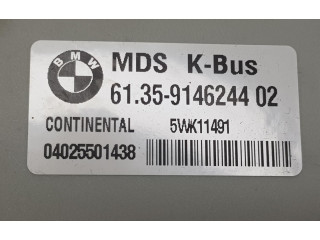 BMW
MDS K-Bus
61.35-9146244 02
CONTINENTAL 5WK11491
04025501438